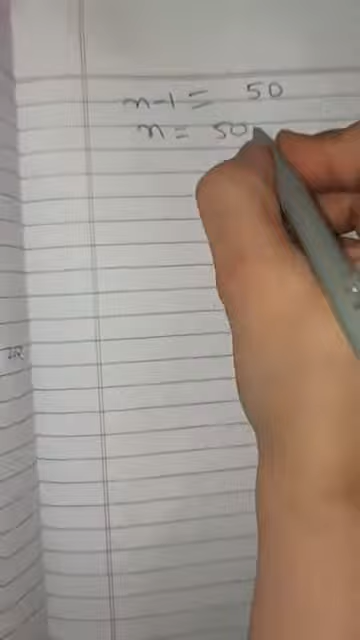 n-1 = 50
n = 50